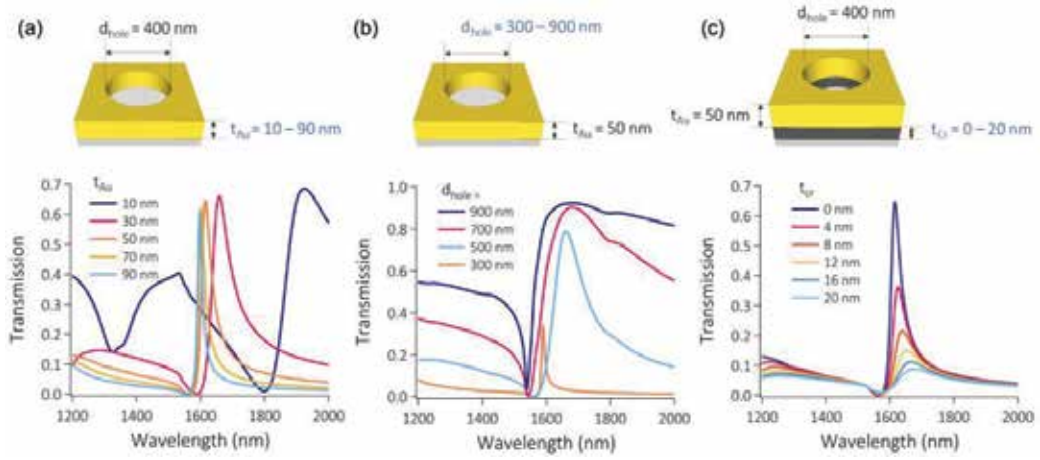 (a)
d_hole = 400 nm
t_Au = 10 – 90 nm
t_Au
10 nm
30 nm
50 nm
70 nm
90 nm
Transmission
0.7
0.6
0.5
0.4
0.3
0.2
0.1
0.0
1200 1400 1600 1800 2000
Wavelength (nm)
(b)
d_hole = 300 – 900 nm
t_Au = 50 nm
d_hole =
900 nm
700 nm
500 nm
300 nm
Transmission
1.0
0.8
0.6
0.4
0.2
0.0
1200 1400 1600 1800 2000
Wavelength (nm)
(c)
d_hole = 400 nm
t_Au = 50 nm
t_Cr = 0 – 20 nm
t_cr
0 nm
4 nm
8 nm
12 nm
16 nm
20 nm
Transmission
0.7
0.6
0.5
0.4
0.3
0.2
0.1
0.0
1200 1400 1600 1800 2000
Wavelength (nm)